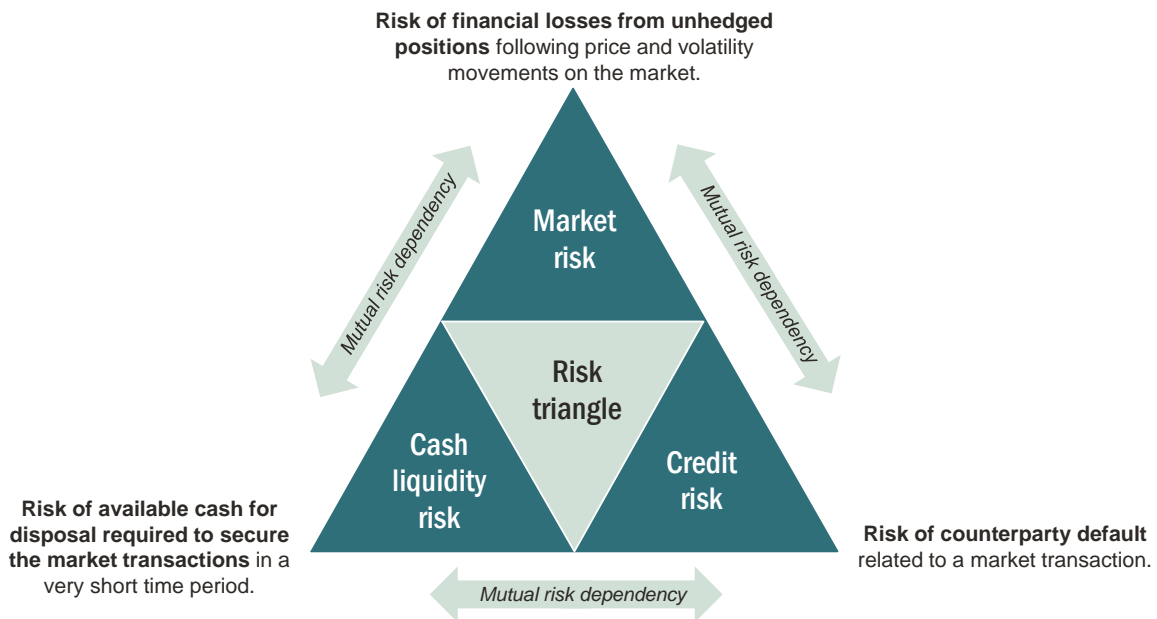 Risk of financial losses from unhedged
positions following price and volatility
movements on the market.
Mutual risk dependency
Mutual risk dependency
Market
risk
Risk
triangle
Cash
liquidity
risk
Credit
risk
Risk of available cash for
disposal required to secure
the market transactions in a
very short time period.
Risk of counterparty default
related to a market transaction.
Mutual risk dependency